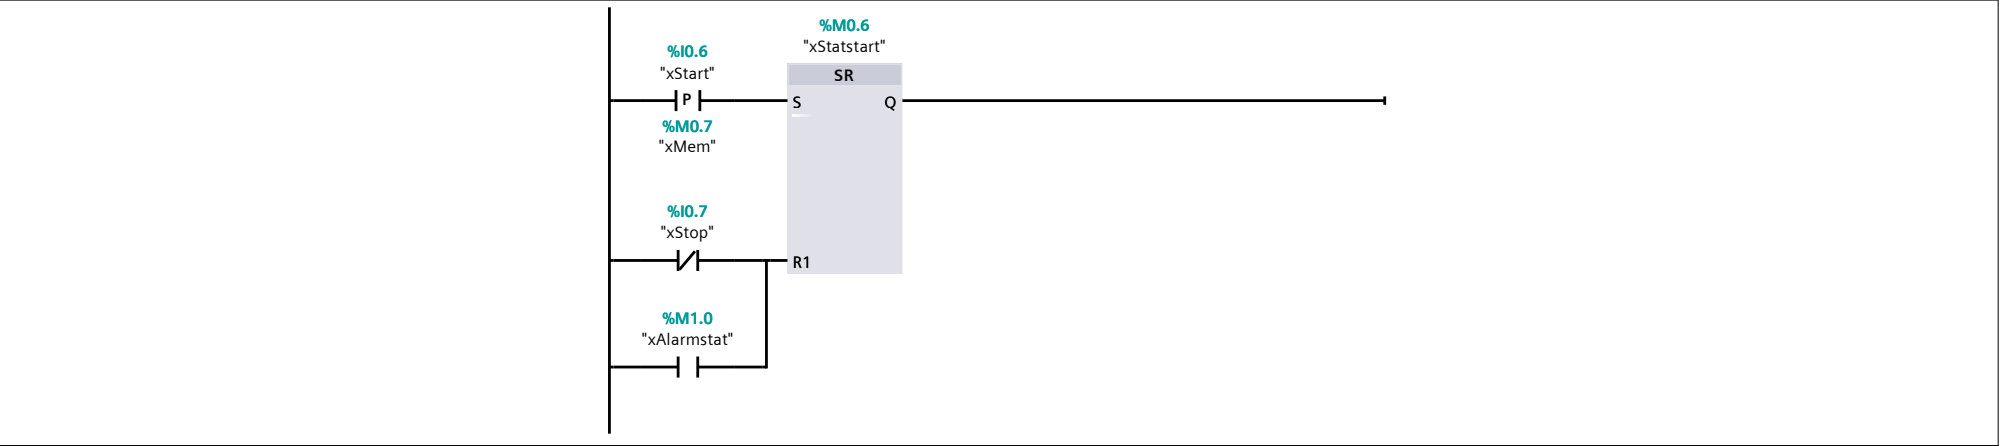 %M0.6
"xStatstart"
%I0.6
"xStart"
SR
P
S
Q
%M0.7
"xMem"
%I0.7
"xStop"
R1
%M1.0
"xAlarmstat"